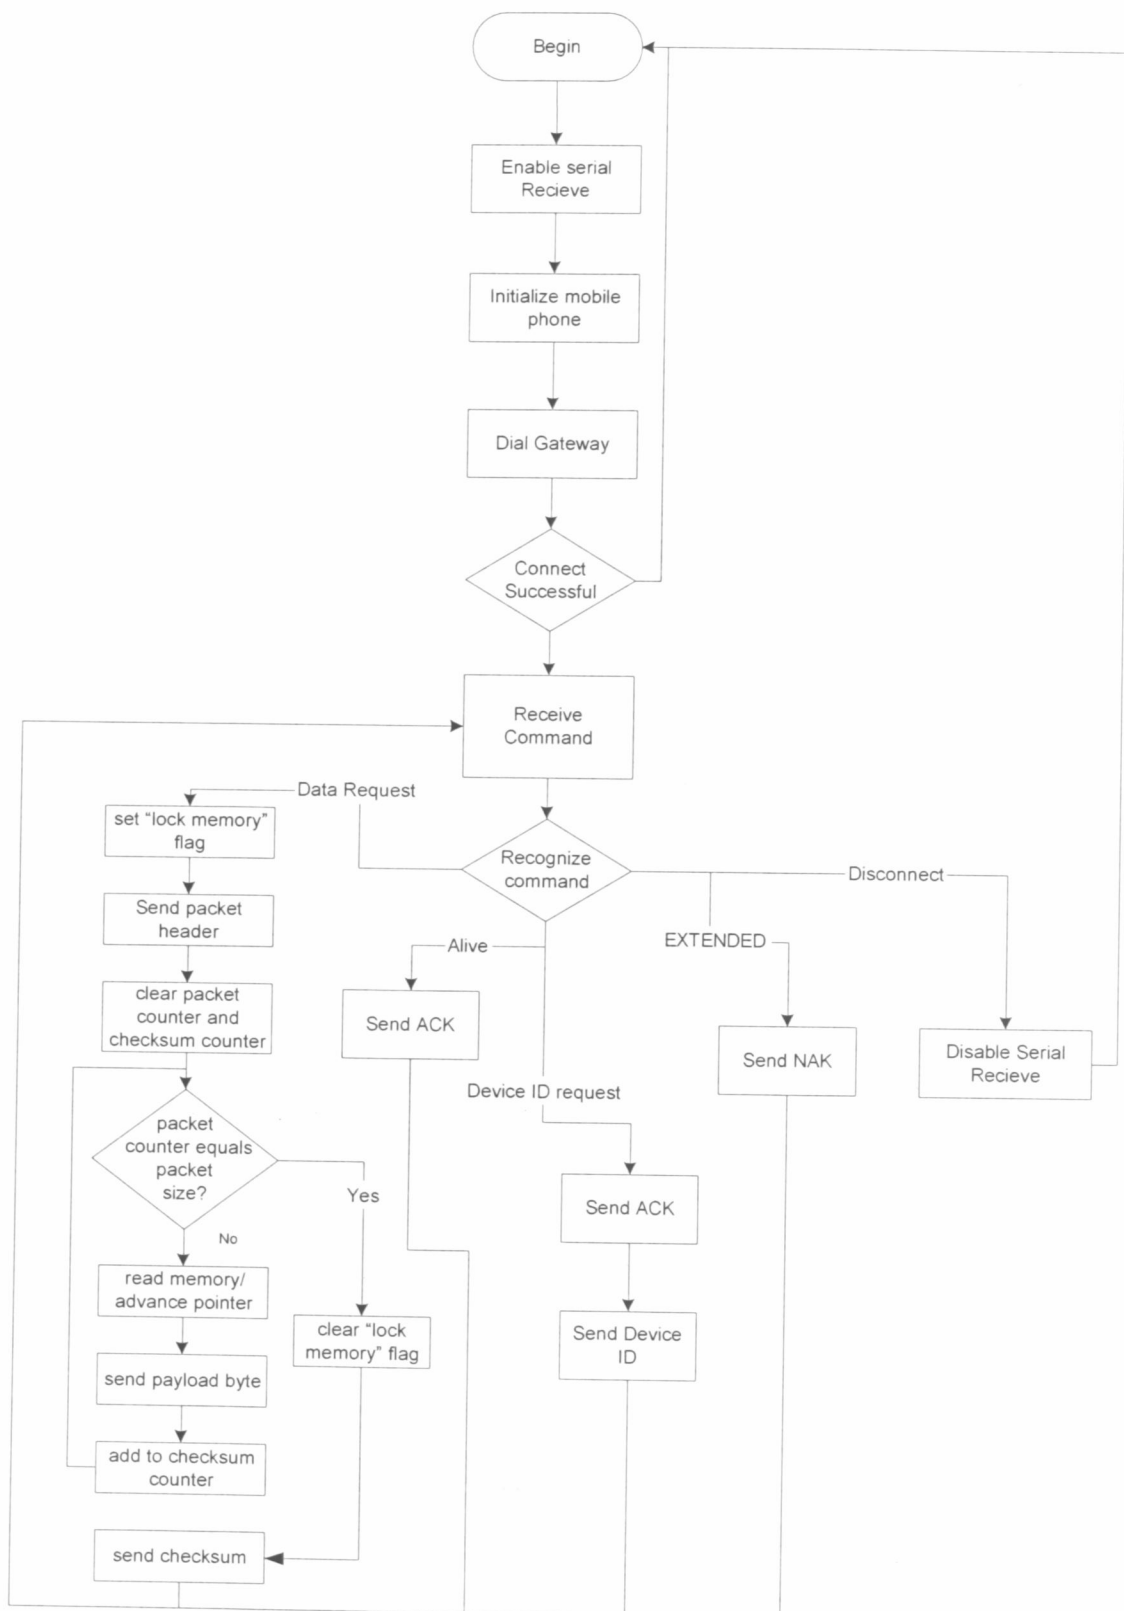 Begin
Enable serial
Recieve
Initialize mobile
phone
Dial Gateway
Connect
Successful
Receive
Command
Data Request
set “lock memory”
flag
Recognize
command
Disconnect
Send packet
header
Alive
EXTENDED
clear packet
counter and
checksum counter
Send ACK
Send NAK
Disable Serial
Recieve
Device ID request
packet
counter equals
packet
size?
Yes
No
Send ACK
read memory/
advance pointer
clear “lock
memory” flag
Send Device
ID
send payload byte
add to checksum
counter
send checksum